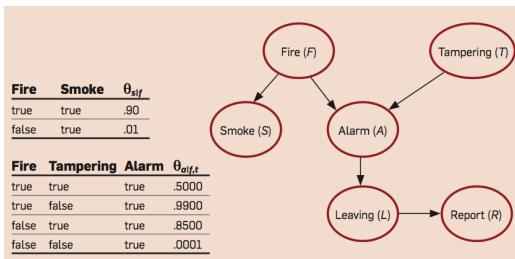 Fire (F)
Tampering (T)
Fire Smoke θs|f
true true .90
false true .01
Smoke (S)
Alarm (A)
Fire Tampering Alarm θa|f,t
true true true .5000
true false true .9900
false true true .8500
false false true .0001
Leaving (L)
Report (R)